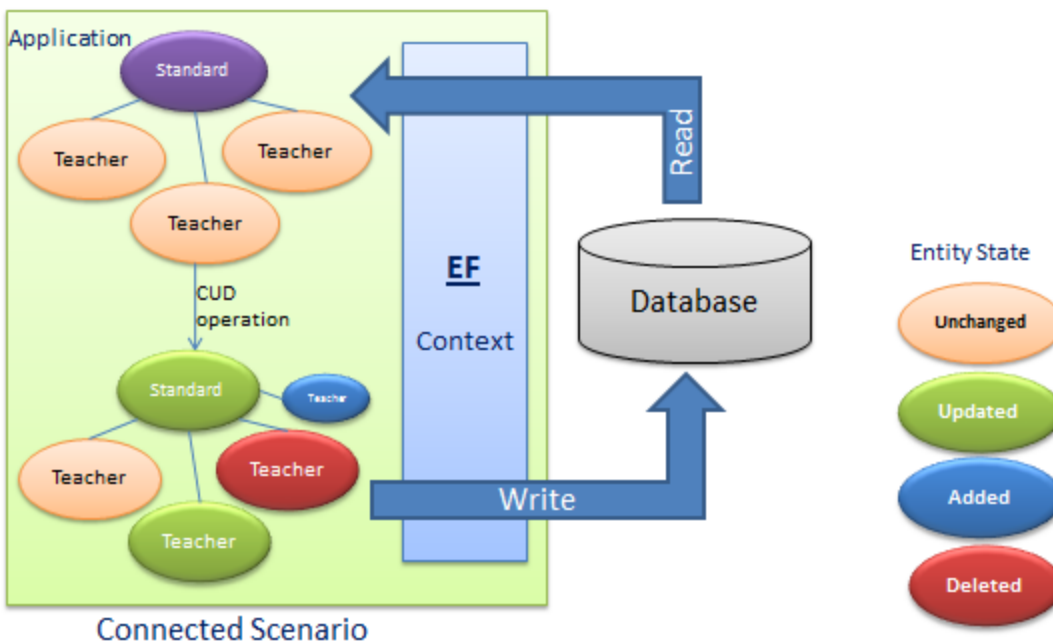 Application
Standard
Teacher
Teacher
Teacher
CUD
operation
Standard
Teacher
Teacher
Teacher
Teacher
EF
Context
Read
Database
Write
Connected Scenario
Entity State
Unchanged
Updated
Added
Deleted